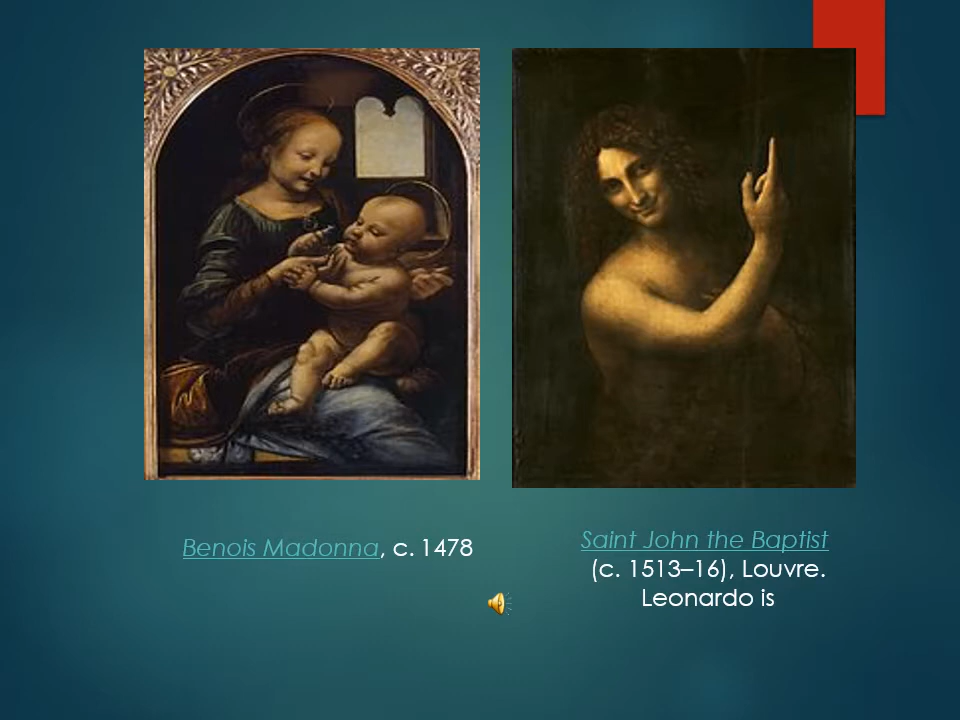 Benois Madonna, c. 1478
Saint John the Baptist
(c. 1513–16), Louvre.
Leonardo is